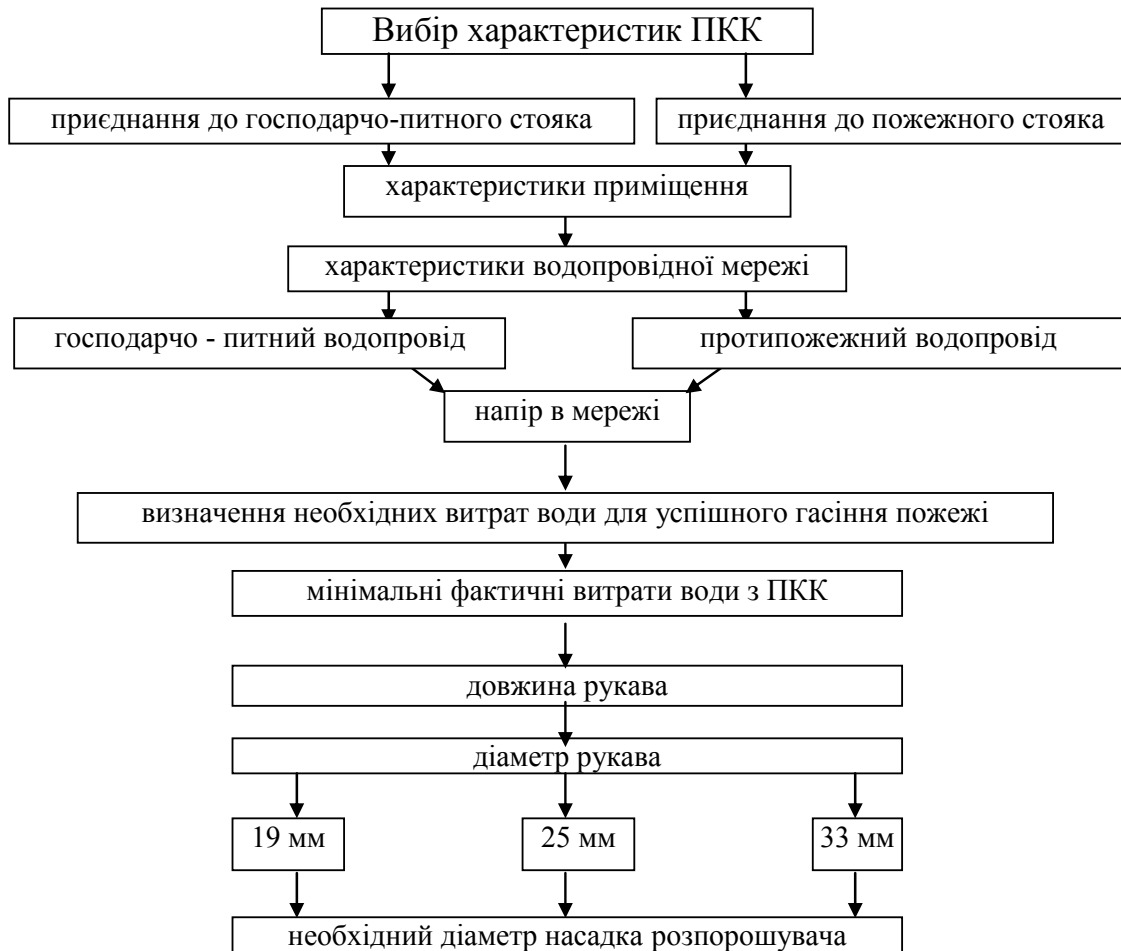 Вибір характеристик ПКК
приєднання до господарчо-питного стояка
приєднання до пожежного стояка
характеристики приміщення
характеристики водопровідної мережі
господарчо - питний водопровід
протипожежний водопровід
напір в мережі
визначення необхідних витрат води для успішного гасіння пожежі
мінімальні фактичні витрати води з ПКК
довжина рукава
діаметр рукава
19 мм
25 мм
33 мм
необхідний діаметр насадка розпорошувача